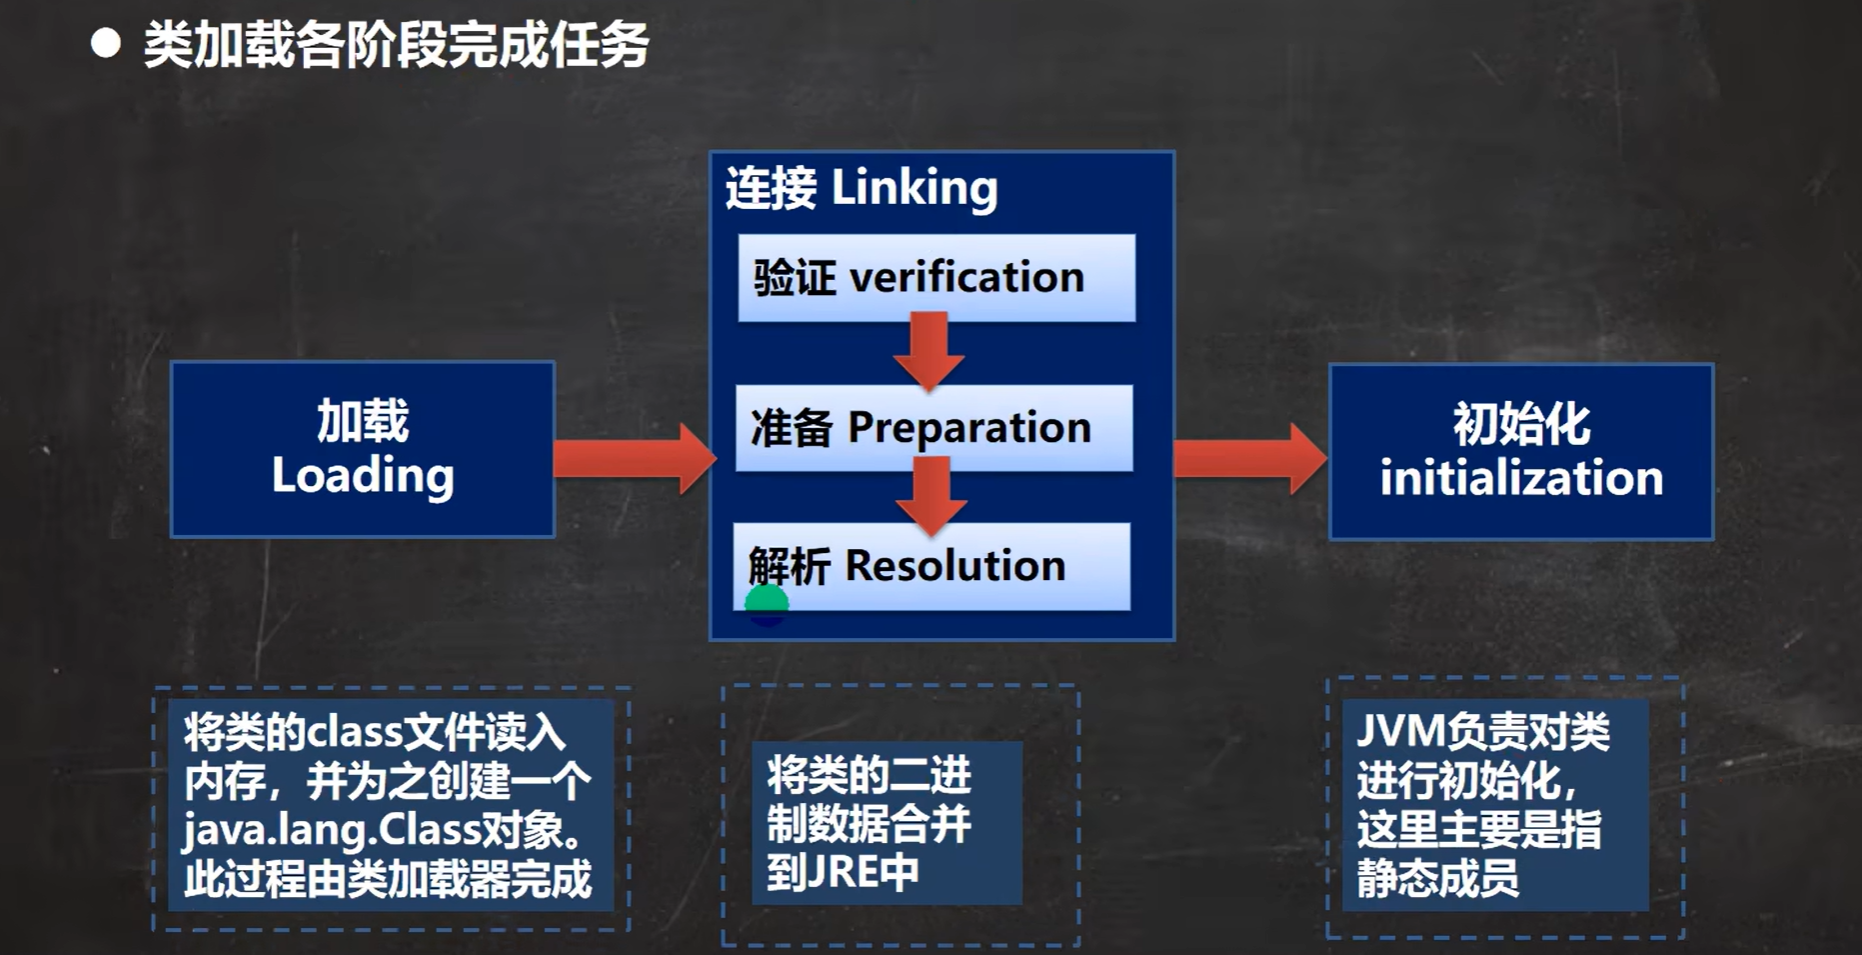 类加载各阶段完成任务
连接 Linking
验证 verification
准备 Preparation
解析 Resolution
加载
Loading
初始化
initialization
将类的class文件读入
内存，并为之创建一个
java.lang.Class对象。
此过程由类加载器完成
将类的二进
制数据合并
到JRE中
JVM负责对类
进行初始化，
这里主要是指
静态成员